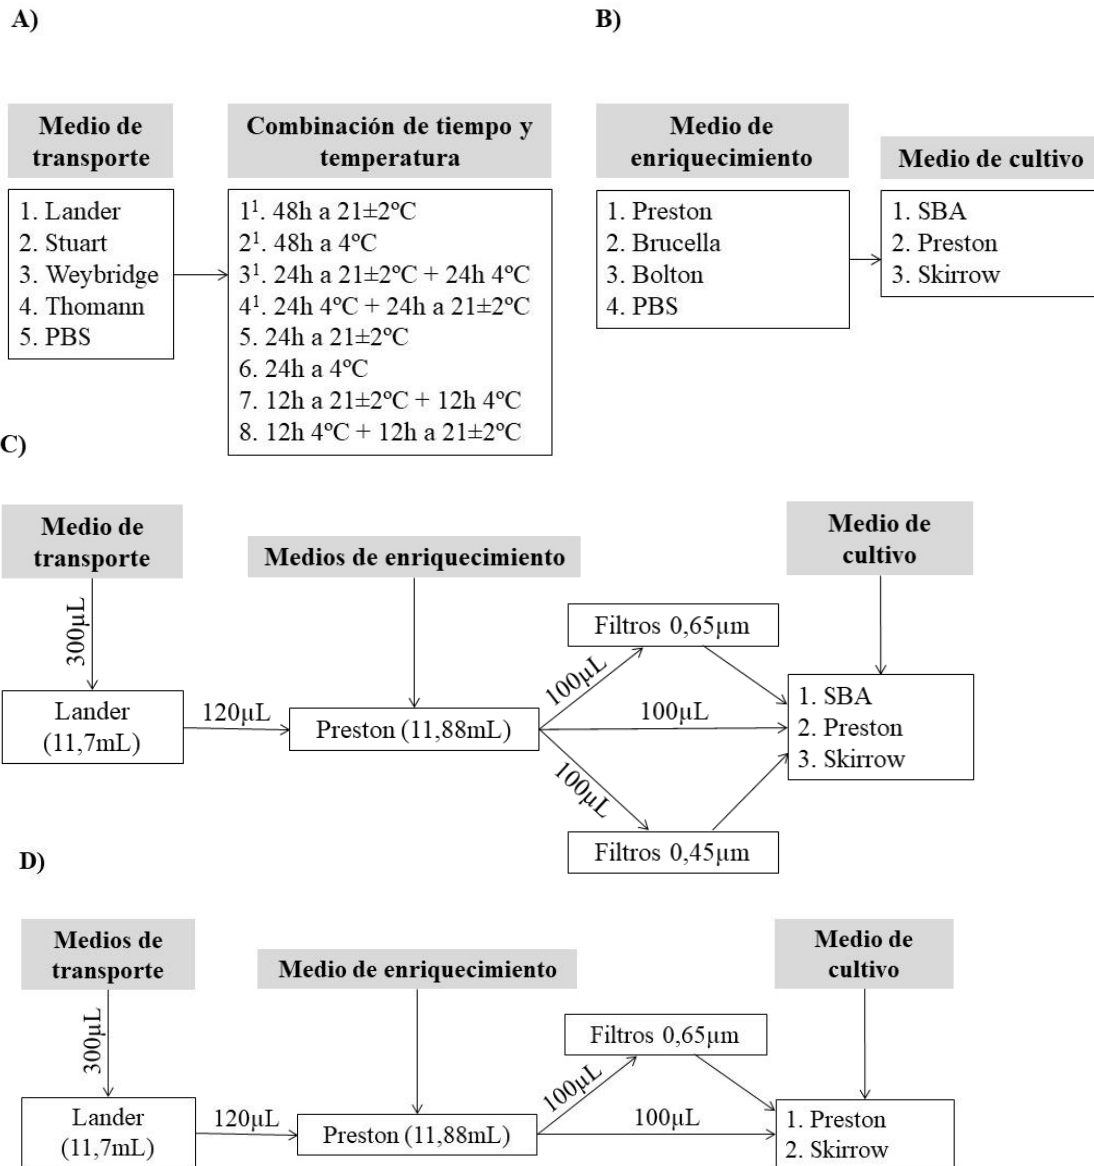 A)
Medio de
transporte
Combinación de tiempo y
temperatura
1. Lander
2. Stuart
3. Weybridge
4. Thomann
5. PBS
1¹. 48h a 21±2ºC
2¹. 48h a 4ºC
3¹. 24h a 21±2ºC + 24h 4ºC
4¹. 24h 4ºC + 24h a 21±2ºC
5. 24h a 21±2ºC
6. 24h a 4ºC
7. 12h a 21±2ºC + 12h 4ºC
8. 12h 4ºC + 12h a 21±2ºC
B)
Medio de
enriquecimiento
Medio de cultivo
1. Preston
2. Brucella
3. Bolton
4. PBS
1. SBA
2. Preston
3. Skirrow
C)
Medio de
transporte
Medios de enriquecimiento
Medio de
cultivo
300µL
Lander
(11,7mL)
120µL
Preston (11,88mL)
100µL
Filtros 0,65µm
100µL
100µL
Filtros 0,45µm
1. SBA
2. Preston
3. Skirrow
D)
Medios de
transporte
Medio de enriquecimiento
Medio de
cultivo
300µL
Lander
(11,7mL)
120µL
Preston (11,88mL)
100µL
Filtros 0,65µm
100µL
1. Preston
2. Skirrow